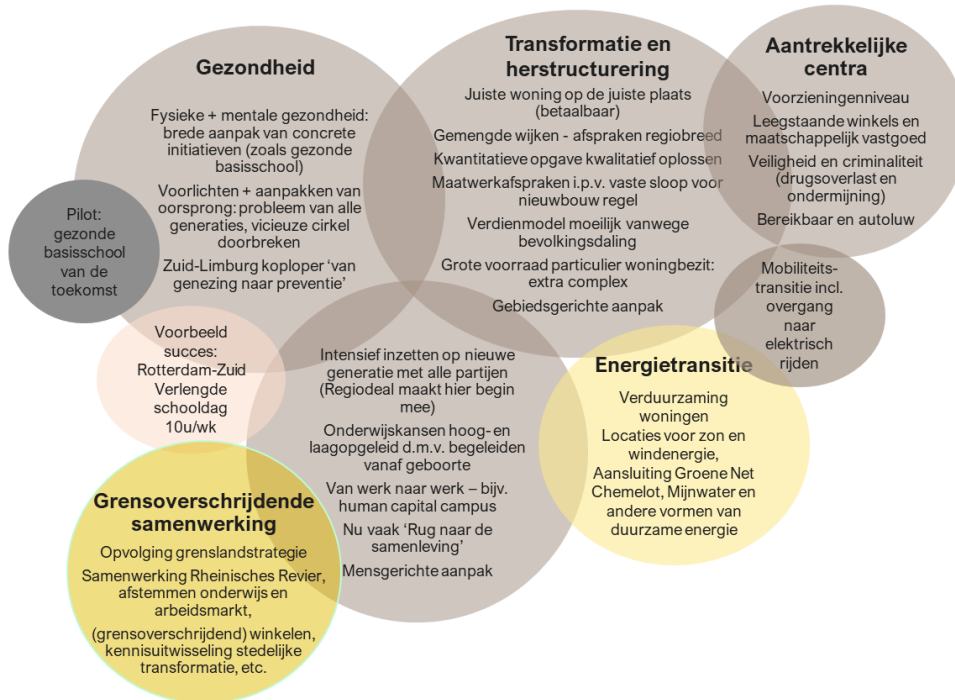 Gezondheid
Fysieke + mentale gezondheid:
brede aanpak van concrete
initiatieven (zoals gezonde
basisschool)
Voorlichten + aanpakken van
oorsprong: probleem van alle
generaties, vicieuze cirkel
doorbreken
Zuid-Limburg koploper ‘van
genezing naar preventie’
Transformatie en
herstructurering
Juiste woning op de juiste plaats
(betaalbaar)
Gemengde wijken - afspraken regiobreed
Kwantitatieve opgave kwalitatief oplossen
Maatwerkafspraken i.p.v. vaste sloop voor
nieuwbouw regel
Verdienmodel moeilijk vanwege
bevolkingsdaling
Grote voorraad particulier woningbezit:
extra complex
Gebiedsgerichte aanpak
Aantrekkelijke
centra
Voorzieningenniveau
Leegstaande winkels en
maatschappelijk vastgoed
Veiligheid en criminaliteit
(drugsoverlast en
ondermijning)
Bereikbaar en autoluw
Pilot:
gezonde
basisschool
van de
toekomst
Mobiliteits-
transitie incl.
overgang
naar
elektrisch
rijden
Voorbeeld
succes:
Rotterdam-Zuid
Verlengde
schooldag
10u/wk
Intensief inzetten op nieuwe
generatie met alle partijen
(Regiodeal maakt hier begin
mee)
Onderwijskansen hoog- en
laagopgeleid d.m.v. begeleiden
vanaf geboorte
Van werk naar werk – bijv.
human capital campus
Nu vaak ‘Rug naar de
samenleving’
Mensgerichte aanpak
Energietransitie
Verduurzaming
woningen
Locaties voor zon en
windenergie,
Aansluiting Groene Net
Chemelot, Mijnwater en
andere vormen van
duurzame energie
Grensoverschrijdende
samenwerking
Opvolging grenslandstrategie
Samenwerking Rheinisches Revier,
afstemmen onderwijs en
arbeidsmarkt,
(grensoverschrijdend) winkelen,
kennisuitwisseling stedelijke
transformatie, etc.